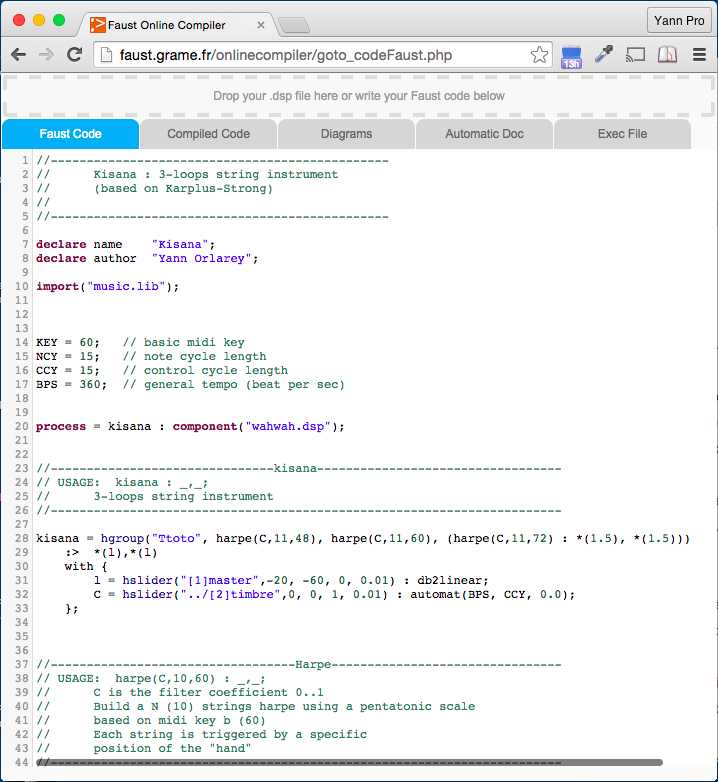 Faust Online Compiler
Yann Pro
faust.grame.fr/onlinecompiler/goto_codeFaust.php
13h
Drop your .dsp file here or write your Faust code below
Faust Code Compiled Code Diagrams Automatic Doc Exec File
1 //-----------------------------------------------
2 //      Kisana : 3-loops string instrument
3 //      (based on Karplus-Strong)
4 //
5 //-----------------------------------------------
6
7 declare name    "Kisana";
8 declare author  "Yann Orlarey";
9
10 import("music.lib");
11
12
13
14 KEY = 60;   // basic midi key
15 NCY = 15;   // note cycle length
16 CCY = 15;   // control cycle length
17 BPS = 360;  // general tempo (beat per sec)
18
19
20 process = kisana : component("wahwah.dsp");
21
22
23 //-------------------------------kisana----------------------------------
24 // USAGE:  kisana : _,_;
25 //      3-loops string instrument
26 //-----------------------------------------------------------------------
27
28 kisana = hgroup("Ttoto", harpe(C,11,48), harpe(C,11,60), (harpe(C,11,72) : *(1.5), *(1.5)))
29     :>  *(l),*(l)
30     with {
31         l = hslider("[1]master",-20, -60, 0, 0.01) : db2linear;
32         C = hslider("../[2]timbre",0, 0, 1, 0.01) : automat(BPS, CCY, 0.0);
33     };
34
35
36
37 //----------------------------------Harpe--------------------------------
38 // USAGE:  harpe(C,10,60) : _,_;
39 //      C is the filter coefficient 0..1
40 //      Build a N (10) strings harpe using a pentatonic scale
41 //      based on midi key b (60)
42 //      Each string is triggered by a specific
43 //      position of the "hand"
44 //-----------------------------------------------------------------------